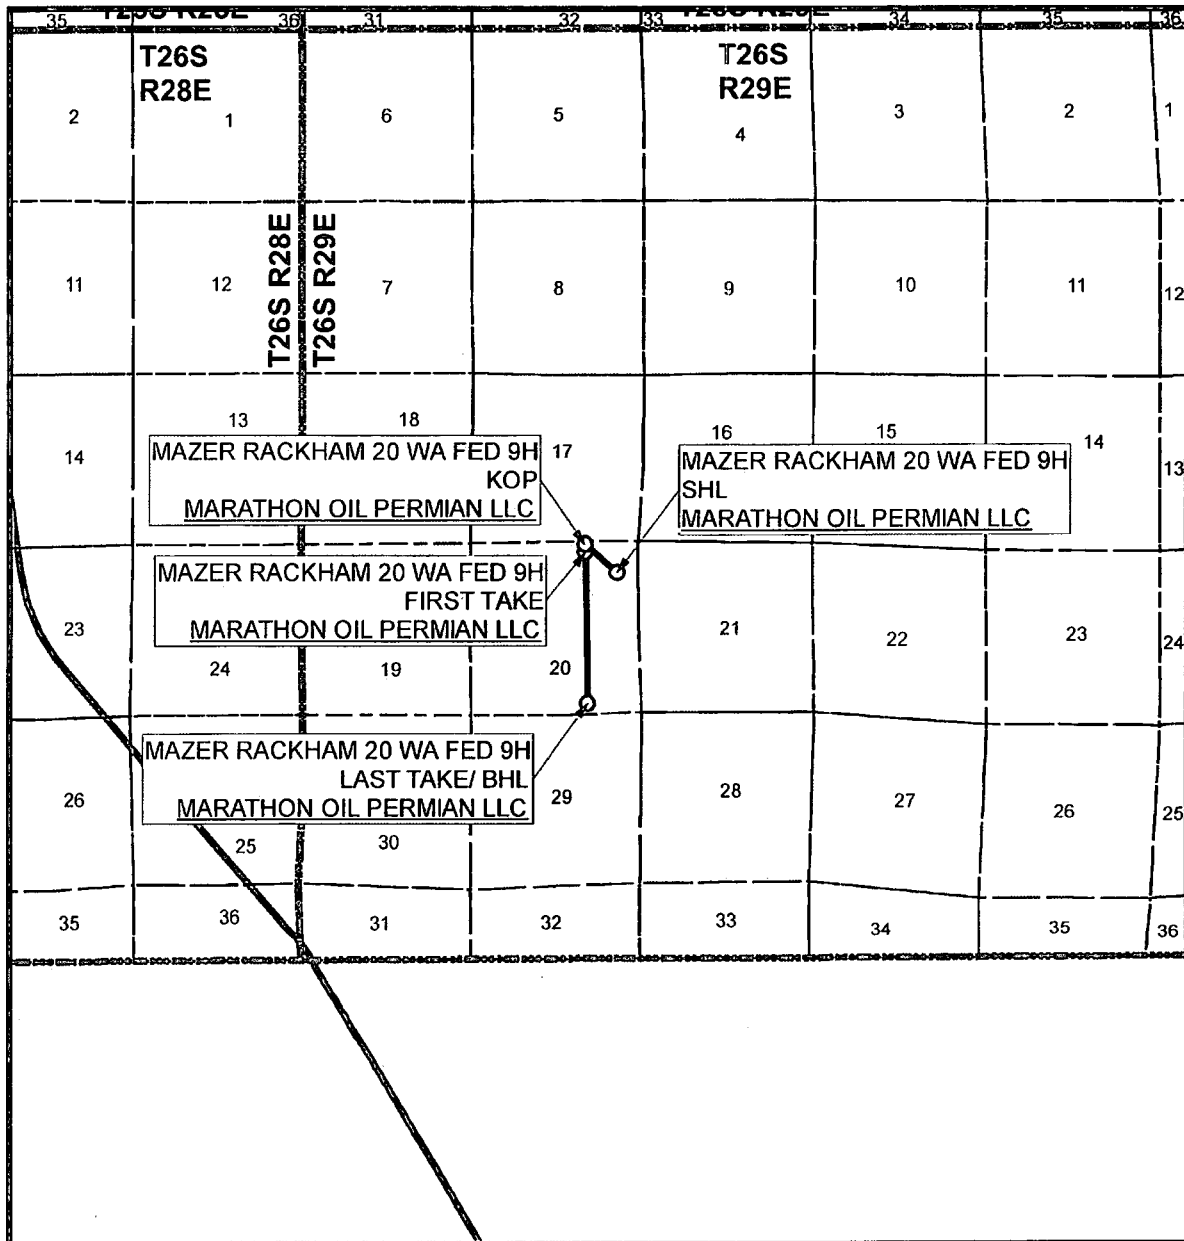 35 36 31 32 33 34 35 36
T26S
R28E
T26S
R29E
2 1 6 5 4 3 2 1
T26S R28E
T26S R29E
11 12 7 8 9 10 11 12
14 13 18 17 16 15 14 13
MAZER RACKHAM 20 WA FED 9H
KOP
MARATHON OIL PERMIAN LLC
MAZER RACKHAM 20 WA FED 9H
SHL
MARATHON OIL PERMIAN LLC
MAZER RACKHAM 20 WA FED 9H
FIRST TAKE
MARATHON OIL PERMIAN LLC
23 24 19 20 21 22 23 24
MAZER RACKHAM 20 WA FED 9H
LAST TAKE/ BHL
MARATHON OIL PERMIAN LLC
26 25 30 29 28 27 26 25
35 36 31 32 33 34 35 36